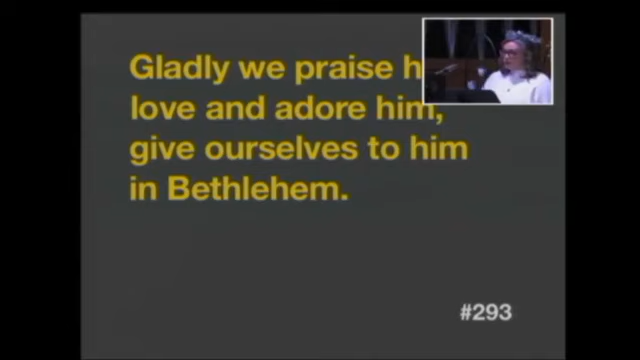 Gladly we praise h
love and adore him,
give ourselves to him
in Bethlehem.
#293